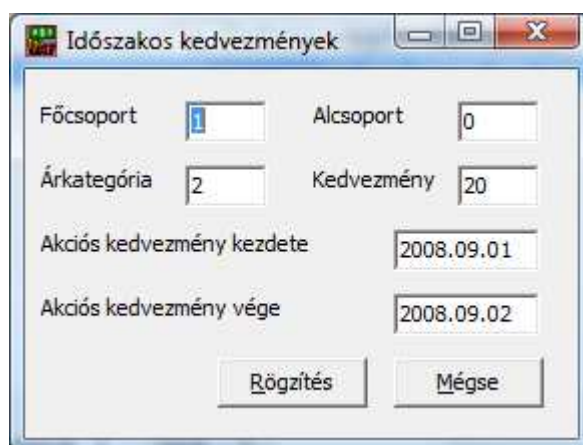 Időszakos kedvezmények
Főcsoport 1 Alcsoport 0
Árkategória 2 Kedvezmény 20
Akciós kedvezmény kezdete 2008.09.01
Akciós kedvezmény vége 2008.09.02
Rögzítés Mégse